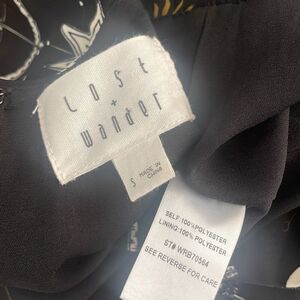 Lost
+
Wander
S
MADE IN
CHINA
SELF: 100%POLYESTER
LINING: 100% POLYESTER
ST# WRB70564
SEE REVERSE FOR CARE